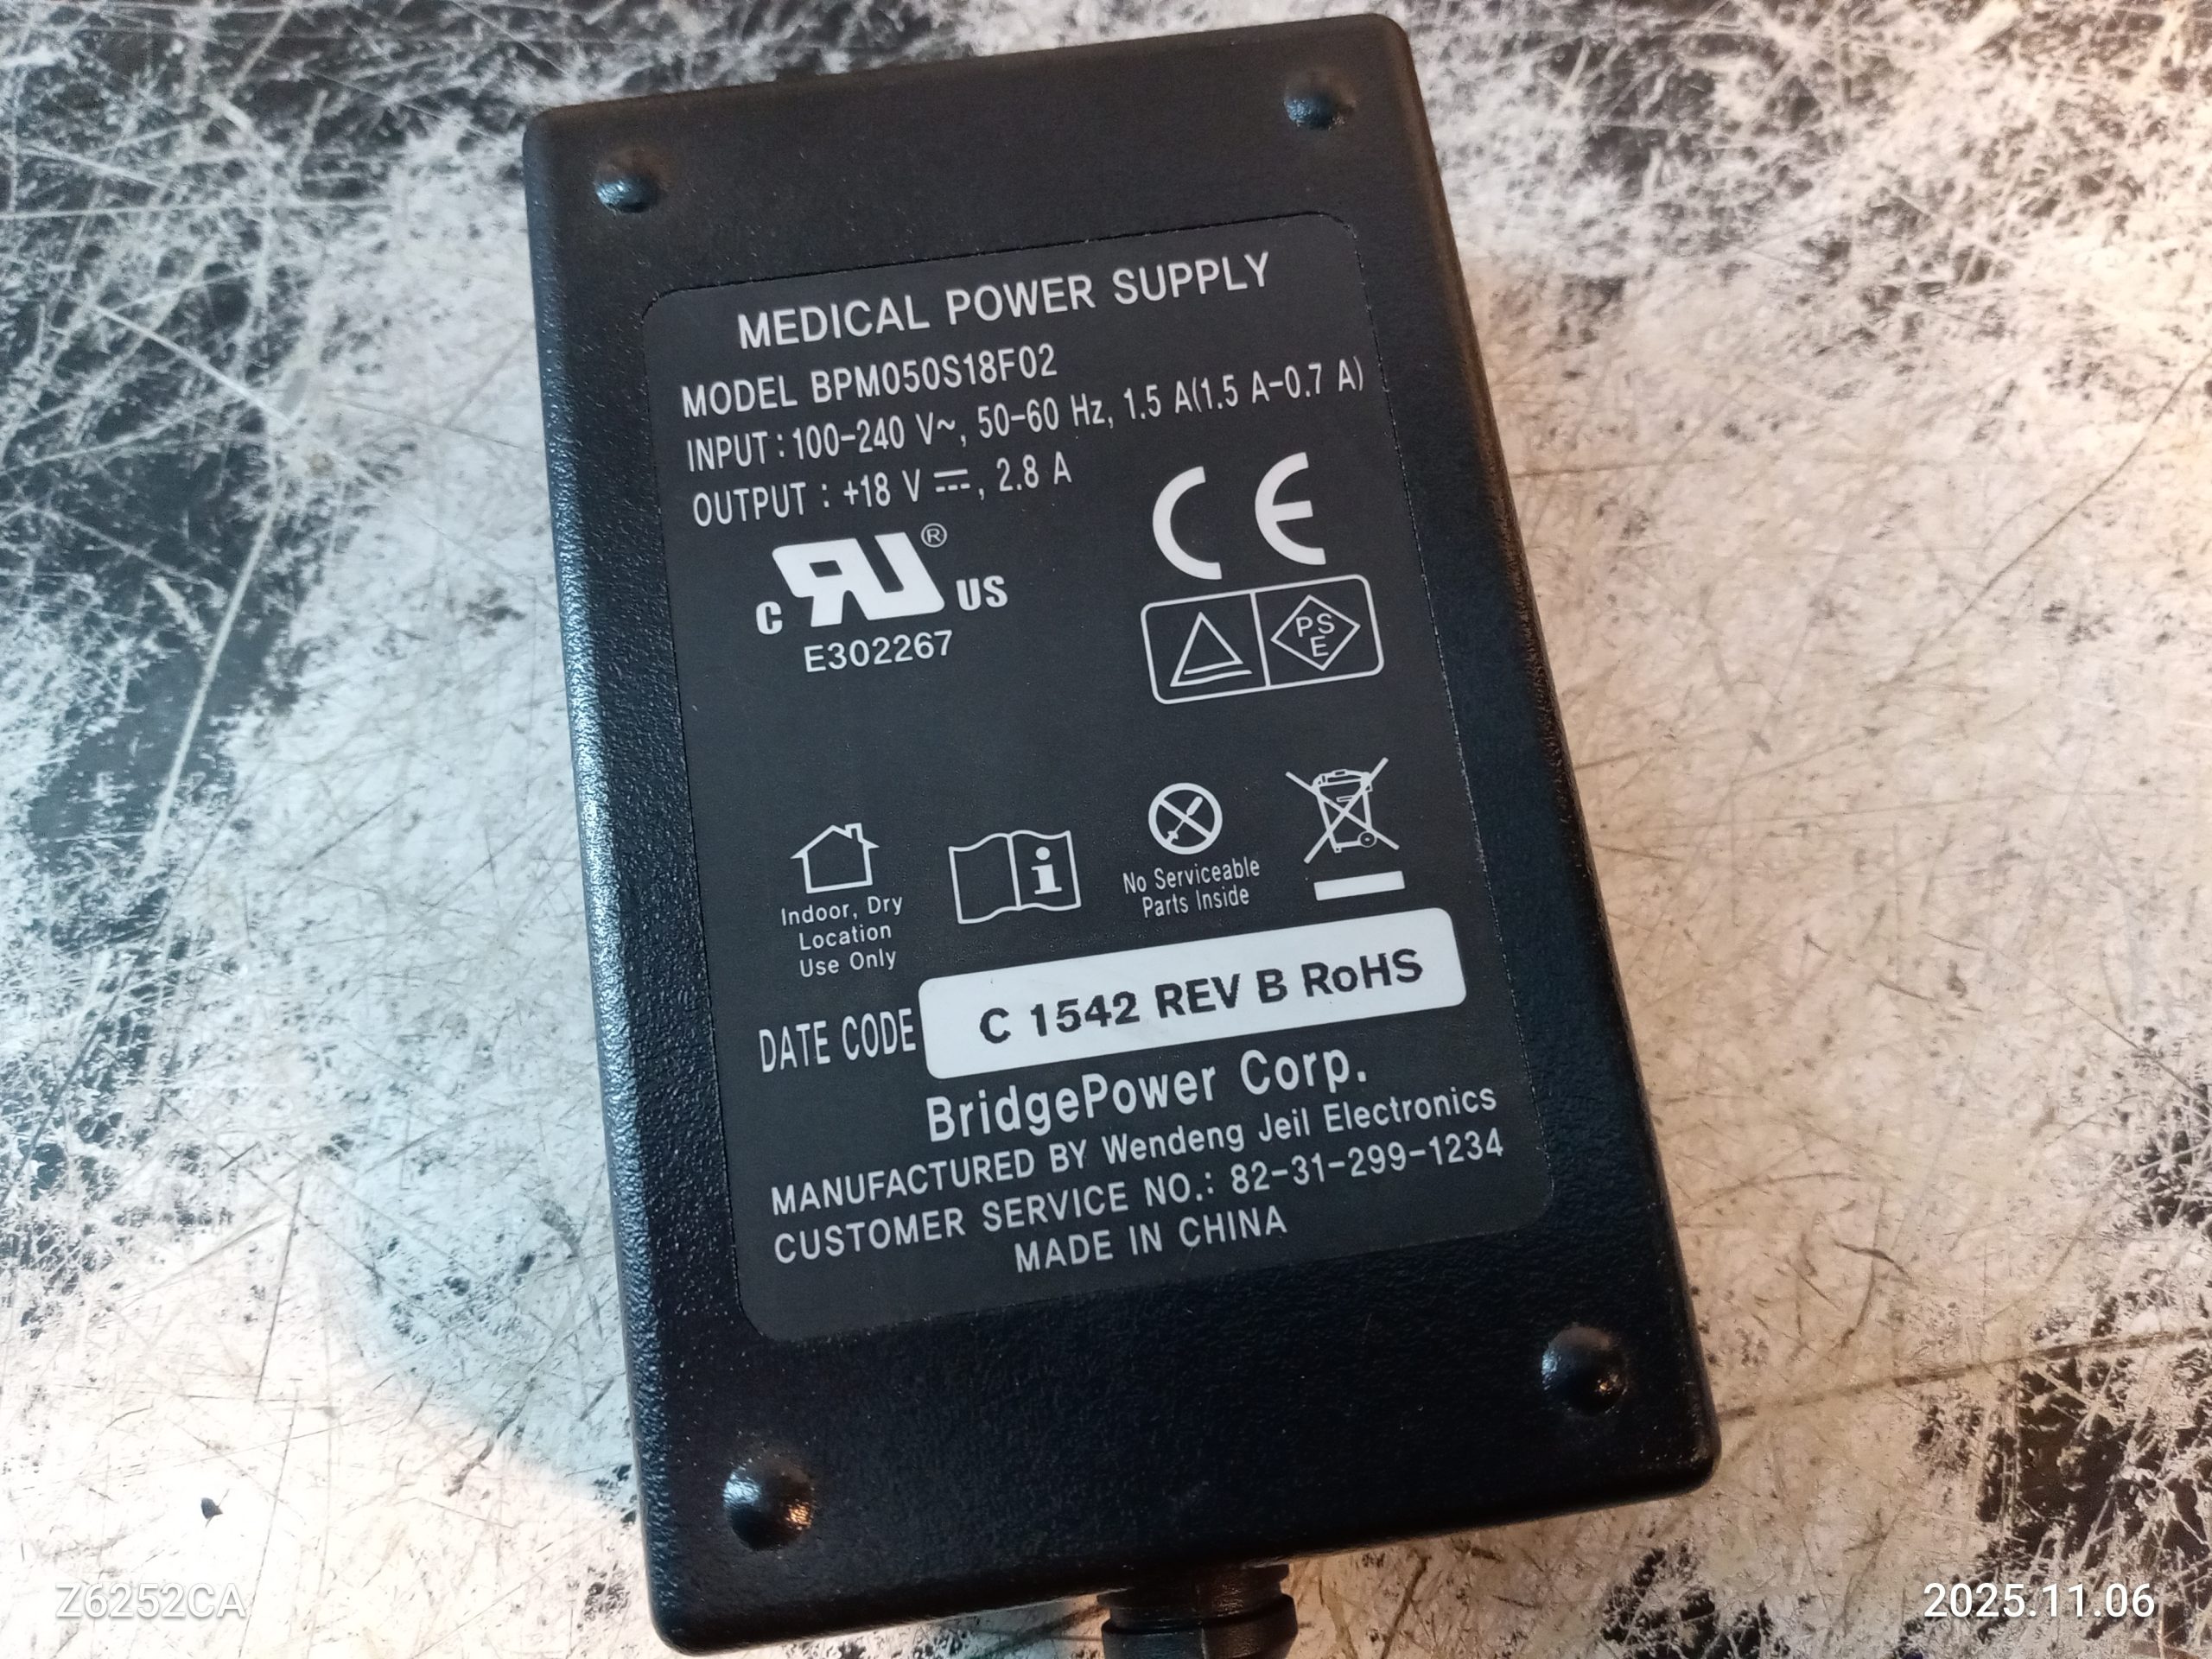 MEDICAL POWER SUPPLY
MODEL BPM050S18F02
INPUT : 100-240 V~, 50-60 Hz, 1.5 A(1.5 A-0.7 A)
OUTPUT : +18 V ⎓, 2.8 A
c RU ® US
E302267
CE
PS
E
Indoor, Dry
Location
Use Only
i
No Serviceable
Parts Inside
DATE CODE C 1542 REV B RoHS
BridgePower Corp.
MANUFACTURED BY Wendeng Jeil Electronics
CUSTOMER SERVICE NO.: 82-31-299-1234
MADE IN CHINA
Z6252CA
2025.11.06